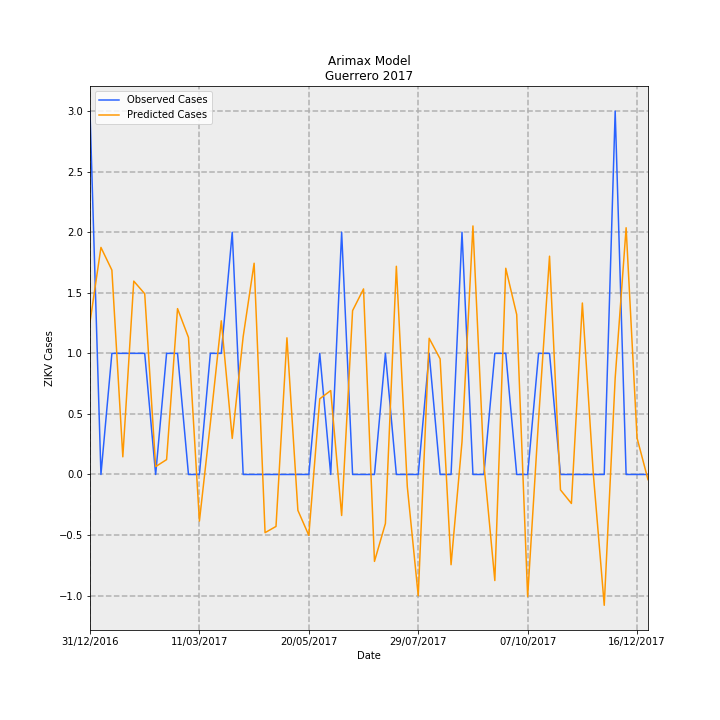 Arimax Model
Guerrero 2017
Observed Cases
Predicted Cases
ZIKV Cases
3.0
2.5
2.0
1.5
1.0
0.5
0.0
−0.5
−1.0
31/12/2016 11/03/2017 20/05/2017 29/07/2017 07/10/2017 16/12/2017
Date